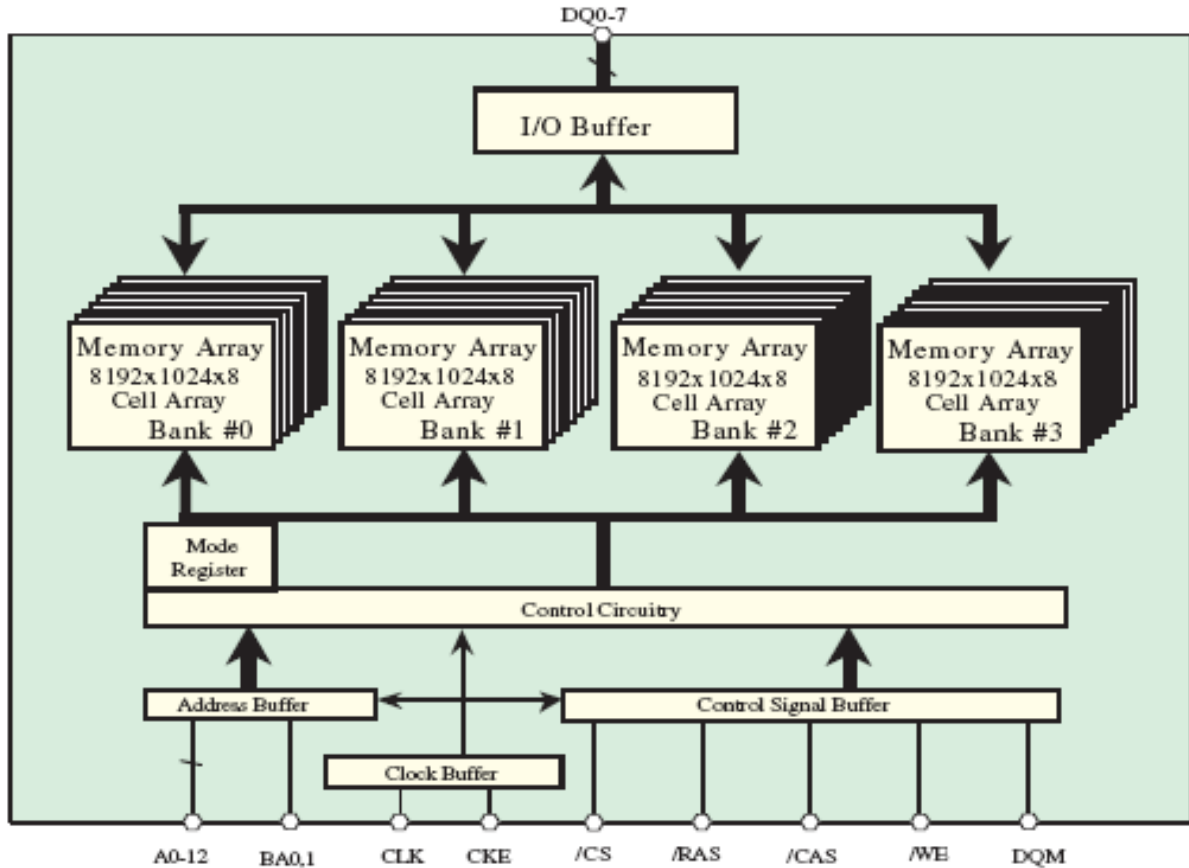 DQ0-7
I/O Buffer
Memory Array
8192x1024x8
Cell Array
Bank #0
Memory Array
8192x1024x8
Cell Array
Bank #1
Memory Array
8192x1024x8
Cell Array
Bank #2
Memory Array
8192x1024x8
Cell Array
Bank #3
Mode
Register
Control Circuitry
Address Buffer
Control Signal Buffer
Clock Buffer
A0-12
BA0,1
CLK
CKE
/CS
/RAS
/CAS
/WE
DQM